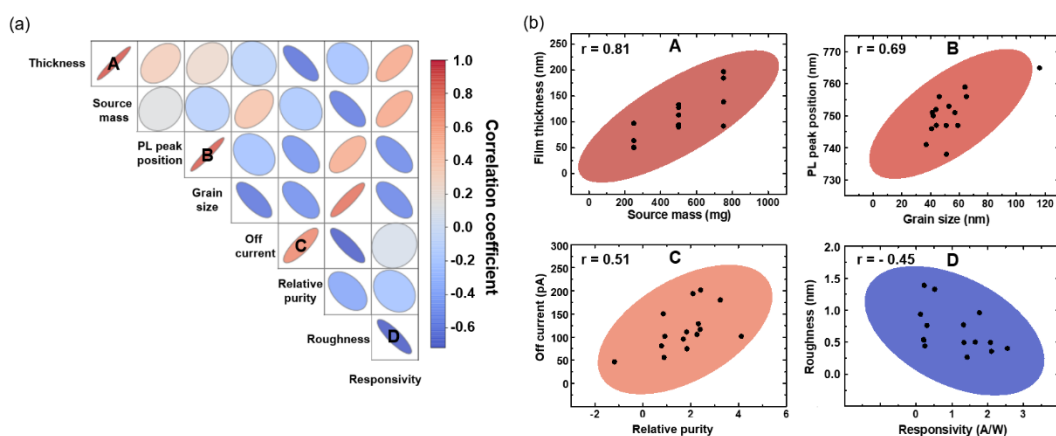 (a)
Thickness
A
Source
mass
PL peak
position
B
Grain
size
Off
current
C
Relative
purity
Roughness
D
Responsivity
1.0
0.8
0.6
0.4
0.2
0.0
-0.2
-0.4
-0.6
Correlation coefficient
(b)
r = 0.81
A
Film thickness (nm)
250
200
150
100
50
0
0 200 400 600 800 1000
Source mass (mg)
r = 0.69
B
PL peak position (nm)
770
760
750
740
730
0 20 40 60 80 100 120
Grain size (nm)
r = 0.51
C
Off current (pA)
300
250
200
150
100
50
0
-2 0 2 4 6
Relative purity
r = - 0.45
D
Roughness (nm)
2.0
1.5
1.0
0.5
0.0
0 1 2 3
Responsivity (A/W)